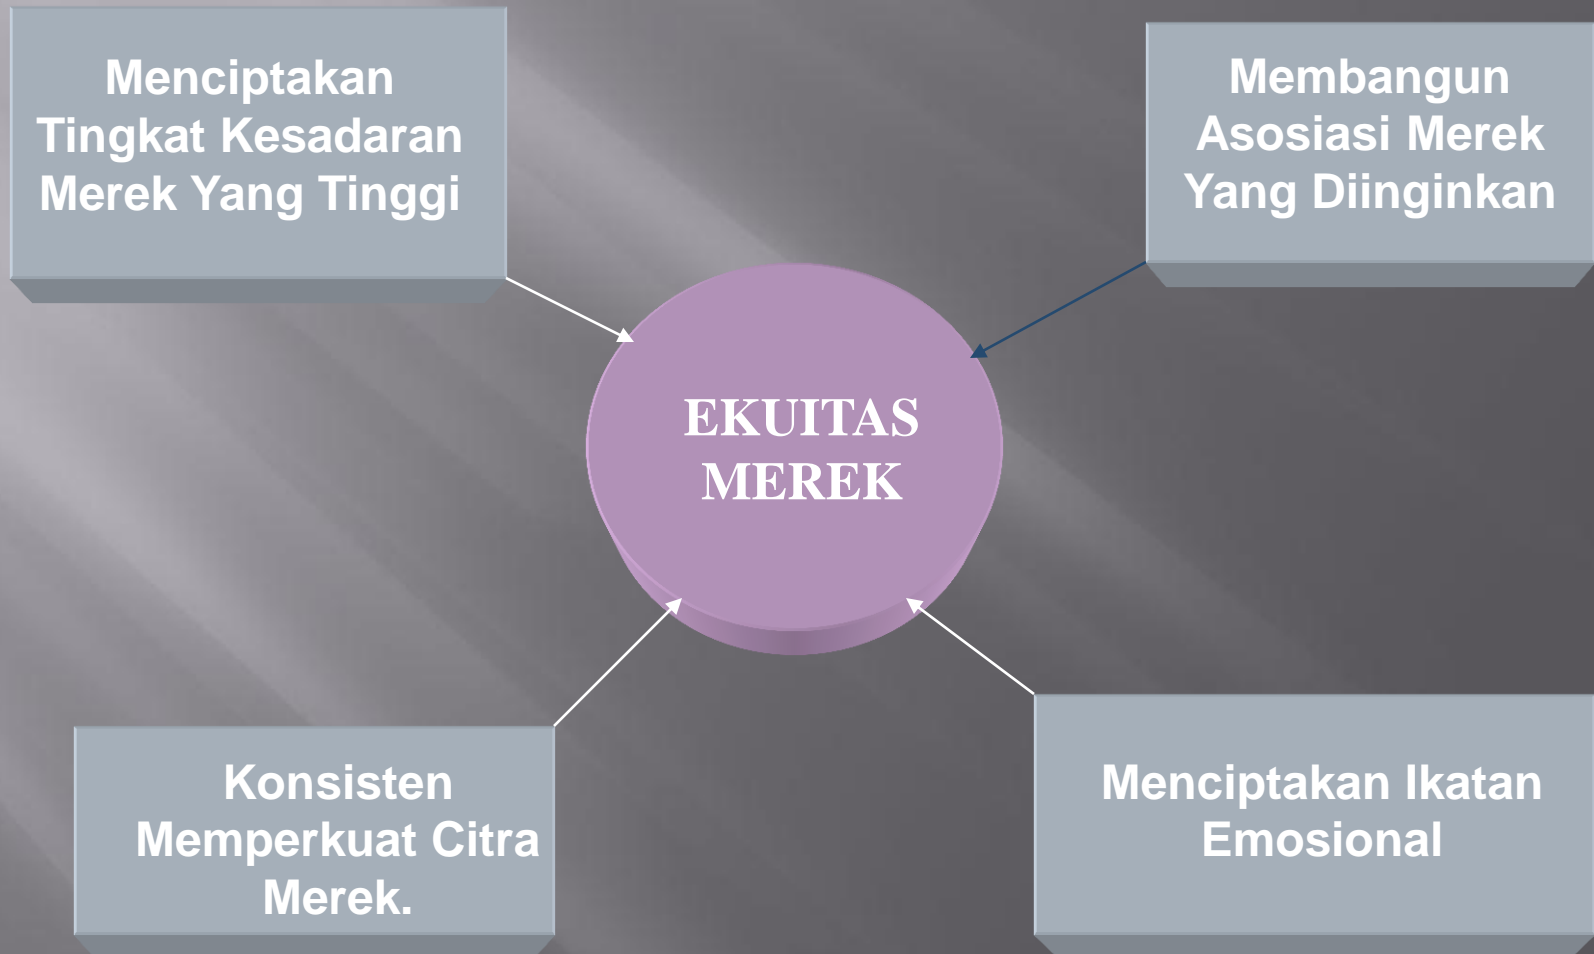 Menciptakan
Tingkat Kesadaran
Merek Yang Tinggi
Membangun
Asosiasi Merek
Yang Diinginkan
EKUITAS
MEREK
Konsisten
Memperkuat Citra
Merek.
Menciptakan Ikatan
Emosional